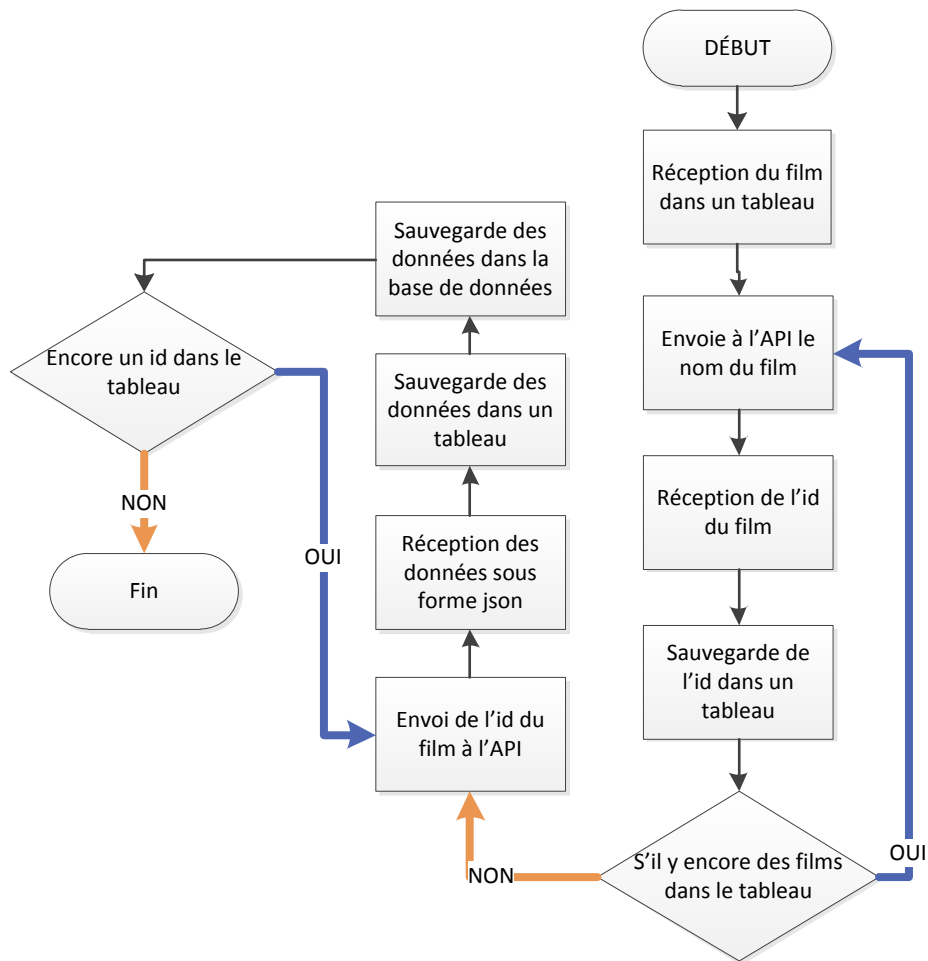 DÉBUT
Réception du film
dans un tableau
Envoie à l’API le
nom du film
Réception de l’id
du film
Sauvegarde de
l’id dans un
tableau
S’il y encore des films
dans le tableau
OUI
NON
Envoi de l’id du
film à l’API
Réception des
données sous
forme json
Sauvegarde des
données dans un
tableau
Sauvegarde des
données dans la
base de données
Encore un id dans le
tableau
OUI
NON
Fin